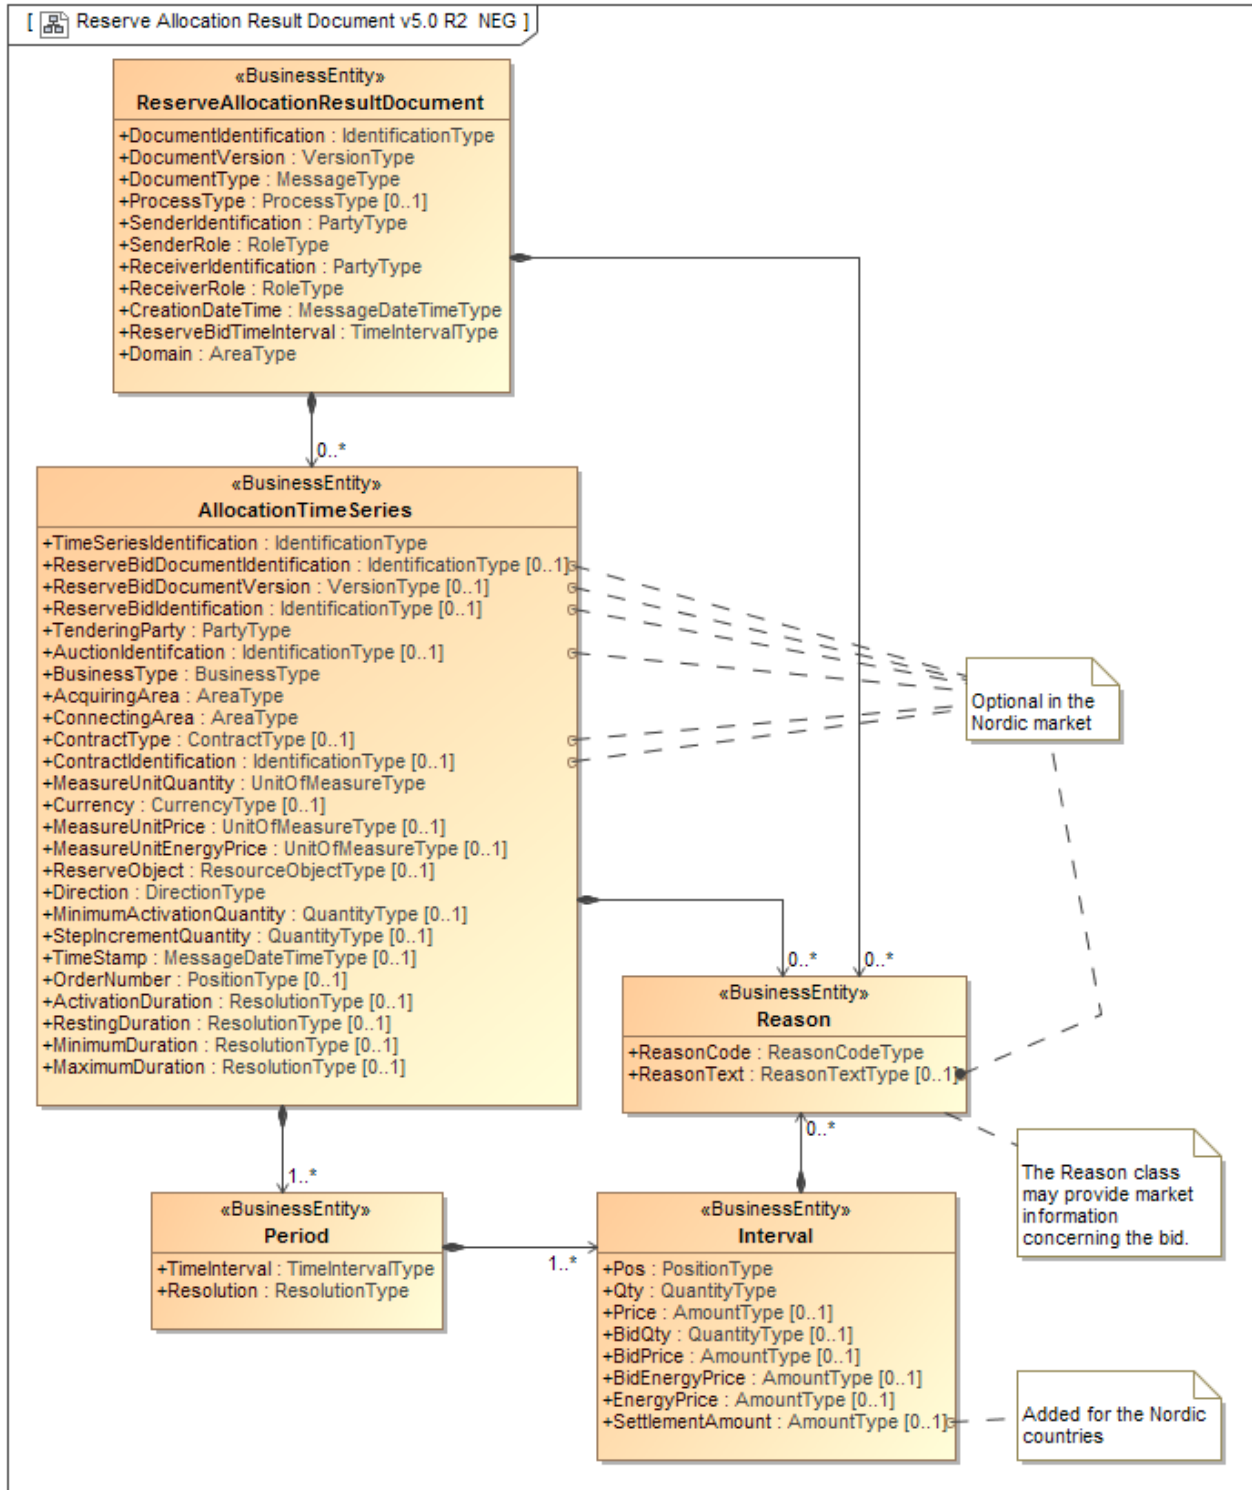 [ Reserve Allocation Result Document v5.0 R2 NEG ]
«BusinessEntity»
ReserveAllocationResultDocument
+DocumentIdentification : IdentificationType
+DocumentVersion : VersionType
+DocumentType : MessageType
+ProcessType : ProcessType [0..1]
+SenderIdentification : PartyType
+SenderRole : RoleType
+ReceiverIdentification : PartyType
+ReceiverRole : RoleType
+CreationDateTime : MessageDateTimeType
+ReserveBidTimeInterval : TimeIntervalType
+Domain : AreaType
0..*
«BusinessEntity»
AllocationTimeSeries
+TimeSeriesIdentification : IdentificationType
+ReserveBidDocumentIdentification : IdentificationType [0..1]
+ReserveBidDocumentVersion : VersionType [0..1]
+ReserveBidIdentification : IdentificationType [0..1]
+TenderingParty : PartyType
+AuctionIdentifcation : IdentificationType [0..1]
+BusinessType : BusinessType
+AcquiringArea : AreaType
+ConnectingArea : AreaType
+ContractType : ContractType [0..1]
+ContractIdentification : IdentificationType [0..1]
+MeasureUnitQuantity : UnitOfMeasureType
+Currency : CurrencyType [0..1]
+MeasureUnitPrice : UnitOfMeasureType [0..1]
+MeasureUnitEnergyPrice : UnitOfMeasureType [0..1]
+ReserveObject : ResourceObjectType [0..1]
+Direction : DirectionType
+MinimumActivationQuantity : QuantityType [0..1]
+StepIncrementQuantity : QuantityType [0..1]
+TimeStamp : MessageDateTimeType [0..1]
+OrderNumber : PositionType [0..1]
+ActivationDuration : ResolutionType [0..1]
+RestingDuration : ResolutionType [0..1]
+MinimumDuration : ResolutionType [0..1]
+MaximumDuration : ResolutionType [0..1]
Optional in the
Nordic market
0..*
0..*
«BusinessEntity»
Reason
+ReasonCode : ReasonCodeType
+ReasonText : ReasonTextType [0..1]
0..*
The Reason class
may provide market
information
concerning the bid.
1..*
«BusinessEntity»
Period
+TimeInterval : TimeIntervalType
+Resolution : ResolutionType
1..*
«BusinessEntity»
Interval
+Pos : PositionType
+Qty : QuantityType
+Price : AmountType [0..1]
+BidQty : QuantityType [0..1]
+BidPrice : AmountType [0..1]
+BidEnergyPrice : AmountType [0..1]
+EnergyPrice : AmountType [0..1]
+SettlementAmount : AmountType [0..1]
Added for the Nordic
countries